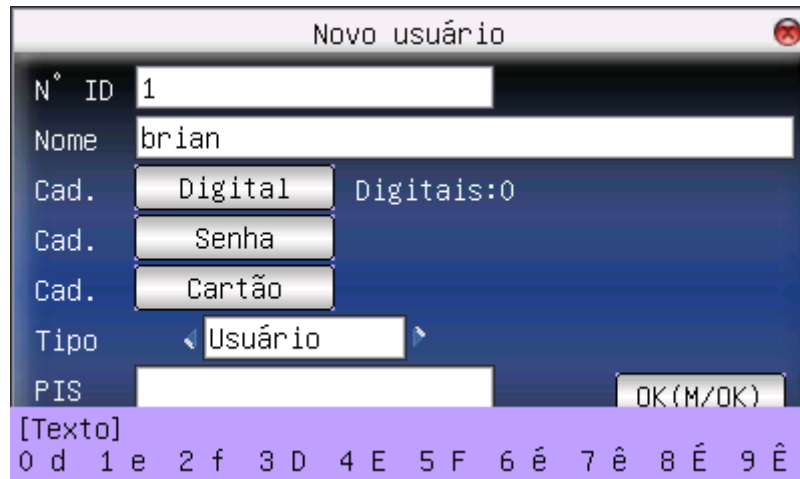 Novo usuário
N° ID 1
Nome brian
Cad. Digital Digitais:0
Cad. Senha
Cad. Cartão
Tipo Usuário
PIS OK(M/OK)
[Texto]
0 d 1 e 2 f 3 D 4 E 5 F 6 é 7 ê 8 É 9 Ê